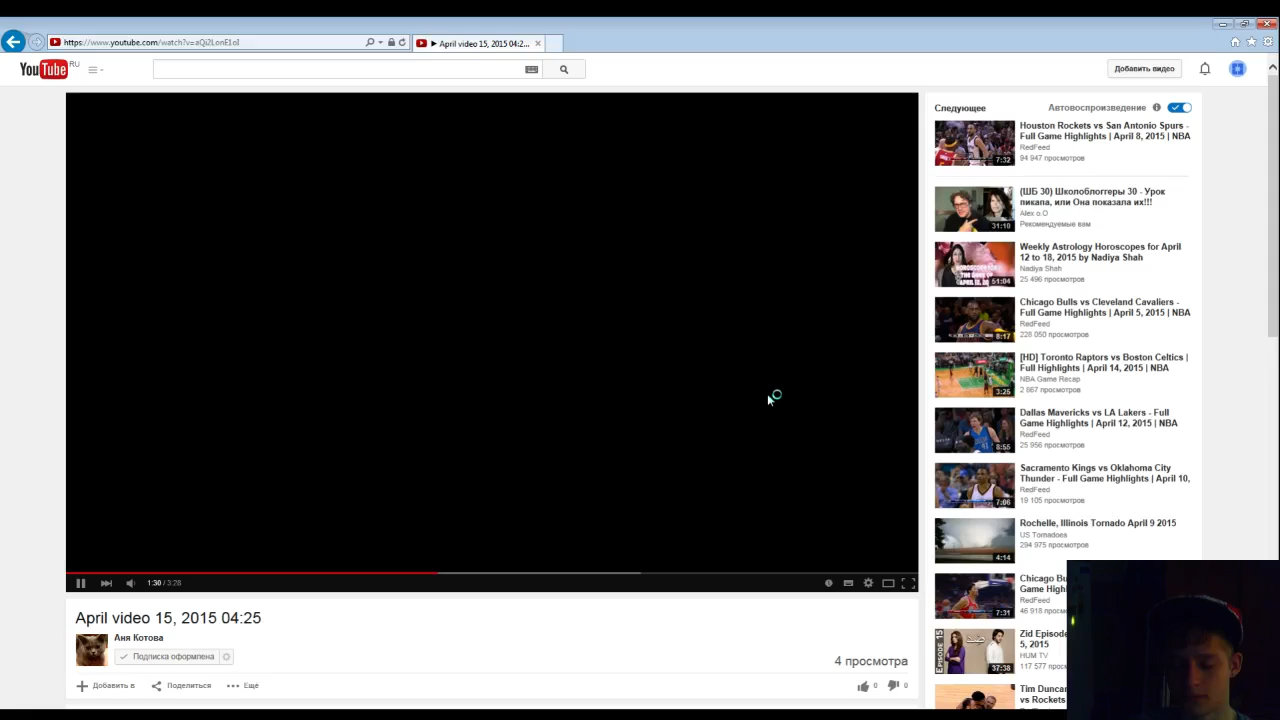 https://www.youtube.com/watch?v=aQi2LonE1oI
April video 15, 2015 04:2...
YouTube RU
Добавить видео
Следующее
Автовоспроизведение
Houston Rockets vs San Antonio Spurs -
Full Game Highlights | April 8, 2015 | NBA
RedFeed
94 947 просмотров
7:32
(ШБ 30) Школоблоггеры 30 - Урок
пикапа, или Она показала их!!!
Alex o.O
Рекомендуемые вам
31:10
Weekly Astrology Horoscopes for April
12 to 18, 2015 by Nadiya Shah
Nadiya Shah
25 496 просмотров
51:04
Chicago Bulls vs Cleveland Cavaliers -
Full Game Highlights | April 5, 2015 | NBA
RedFeed
228 050 просмотров
8:17
[HD] Toronto Raptors vs Boston Celtics |
Full Highlights | April 14, 2015 | NBA
NBA Game Recap
2 667 просмотров
3:25
Dallas Mavericks vs LA Lakers - Full
Game Highlights | April 12, 2015 | NBA
RedFeed
25 956 просмотров
8:55
Sacramento Kings vs Oklahoma City
Thunder - Full Game Highlights | April 10,
RedFeed
19 105 просмотров
7:06
Rochelle, Illinois Tornado April 9 2015
US Tornadoes
294 975 просмотров
4:14
Chicago Bu
Game Highl
RedFeed
46 918 просм
7:31
Zid Episode
5, 2015
HUM TV
117 577 просм
EPISODE 15
37:38
Tim Duncan
vs Rockets
1:30 / 3:28
April video 15, 2015 04:25
Аня Котова
Подписка оформлена
4 просмотра
Добавить в
Поделиться
Ещё
0
0